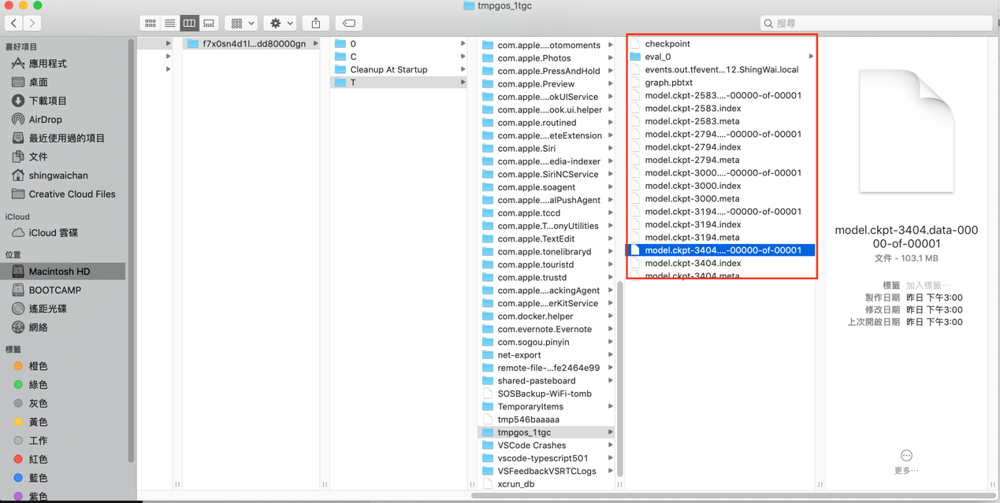 tmpgos_1tgc
搜尋
喜好項目
應用程式
桌面
下載項目
AirDrop
最近使用過的項目
文件
shingwaichan
Creative Cloud Files
iCloud
iCloud 雲碟
位置
Macintosh HD
BOOTCAMP
遙距光碟
網絡
標籤
橙色
綠色
灰色
黃色
工作
紅色
藍色
紫色
f7x0sn4d1l...dd80000gn
0
C
Cleanup At Startup
T
com.apple....otomoments
com.apple.Photos
com.apple.PressAndHold
com.apple.Preview
com.apple....okUIService
com.apple....ook.ui.helper
com.apple.routined
com.apple....eteExtension
com.apple.Siri
com.apple....edia-indexer
com.apple.SiriNCService
com.apple.soagent
com.apple....alPushAgent
com.apple.tccd
com.apple.T...onyUtilities
com.apple.TextEdit
com.apple.tonelibraryd
com.apple.touristd
com.apple.trustd
com.apple....ackingAgent
com.apple....erKitService
com.docker.helper
com.evernote.Evernote
com.sogou.pinyin
net-export
remote-file-...fe2464e99
shared-pasteboard
SOSBackup-WiFi-tomb
TemporaryItems
tmp546baaaaa
tmpgos_1tgc
VSCode Crashes
vscode-typescript501
VSFeedbackVSRTCLogs
xcrun_db
checkpoint
eval_0
events.out.tfevent...12.ShingWai.local
graph.pbtxt
model.ckpt-2583....-00000-of-00001
model.ckpt-2583.index
model.ckpt-2583.meta
model.ckpt-2794....-00000-of-00001
model.ckpt-2794.index
model.ckpt-2794.meta
model.ckpt-3000....-00000-of-00001
model.ckpt-3000.index
model.ckpt-3000.meta
model.ckpt-3194....-00000-of-00001
model.ckpt-3194.index
model.ckpt-3194.meta
model.ckpt-3404....-00000-of-00001
model.ckpt-3404.index
model.ckpt-3404.meta
model.ckpt-3404.data-000
00-of-00001
文件 - 103.1 MB
標籤 加入標籤…
製作日期 昨日 下午3:00
修改日期 昨日 下午3:00
上次開啟日期 昨日 下午3:00
更多…